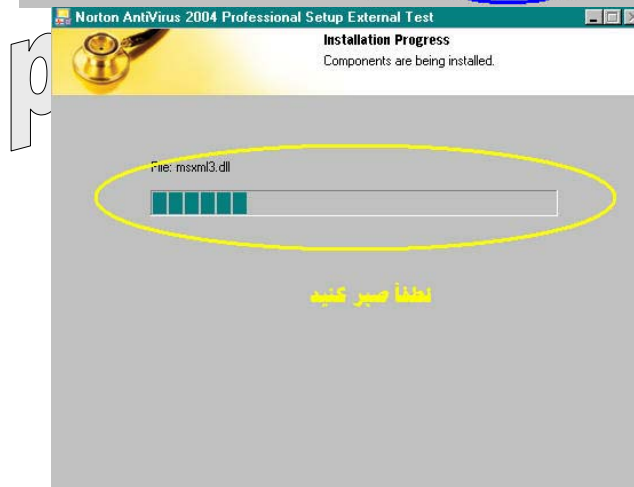 Norton AntiVirus 2004 Professional Setup External Test
Installation Progress
Components are being installed.
p
File: msxml3.dll
لطفاً صبر کنید